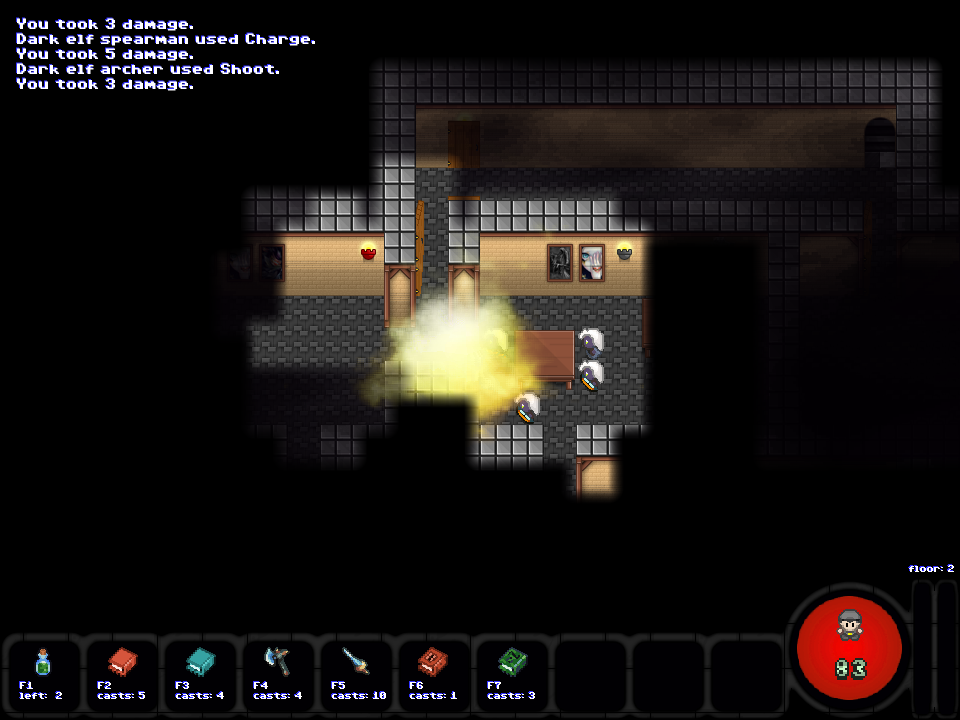 You took 3 damage.
Dark elf spearman used Charge.
You took 5 damage.
Dark elf archer used Shoot.
You took 3 damage.
floor: 2
83
F1
left: 2
F2
casts: 5
F3
casts: 4
F4
casts: 4
F5
casts: 10
F6
casts: 1
F7
casts: 3